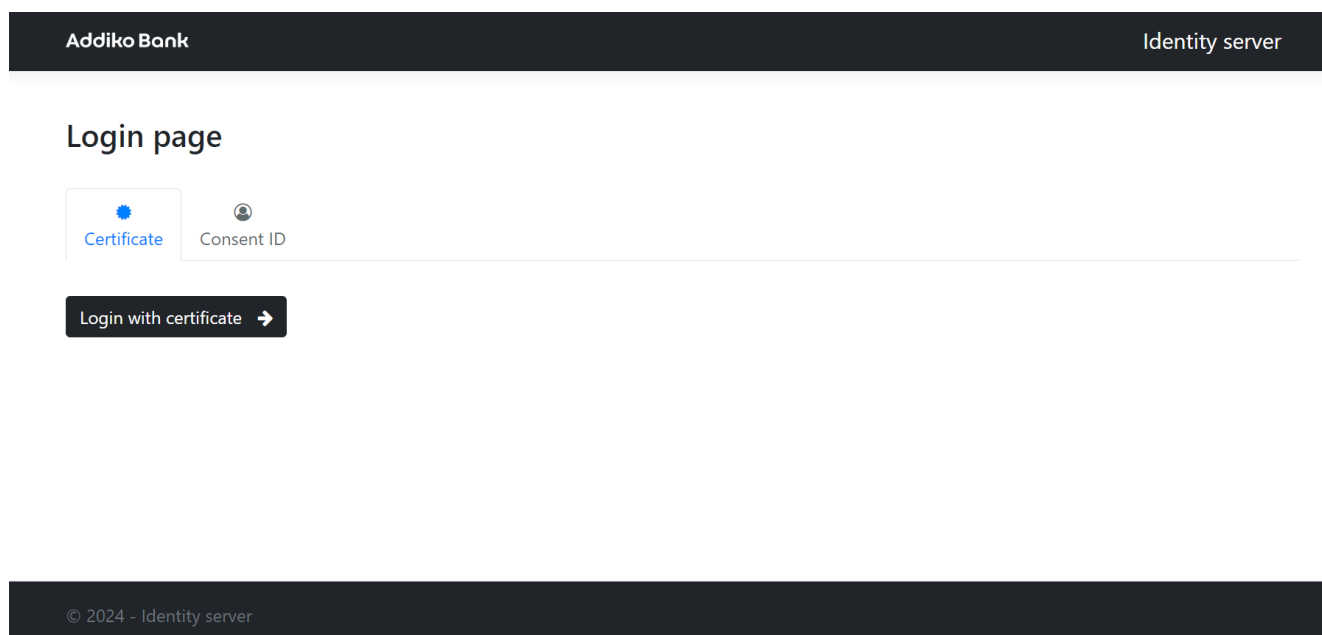 Addiko Bank
Identity server
Login page
Certificate
Consent ID
Login with certificate
© 2024 - Identity server